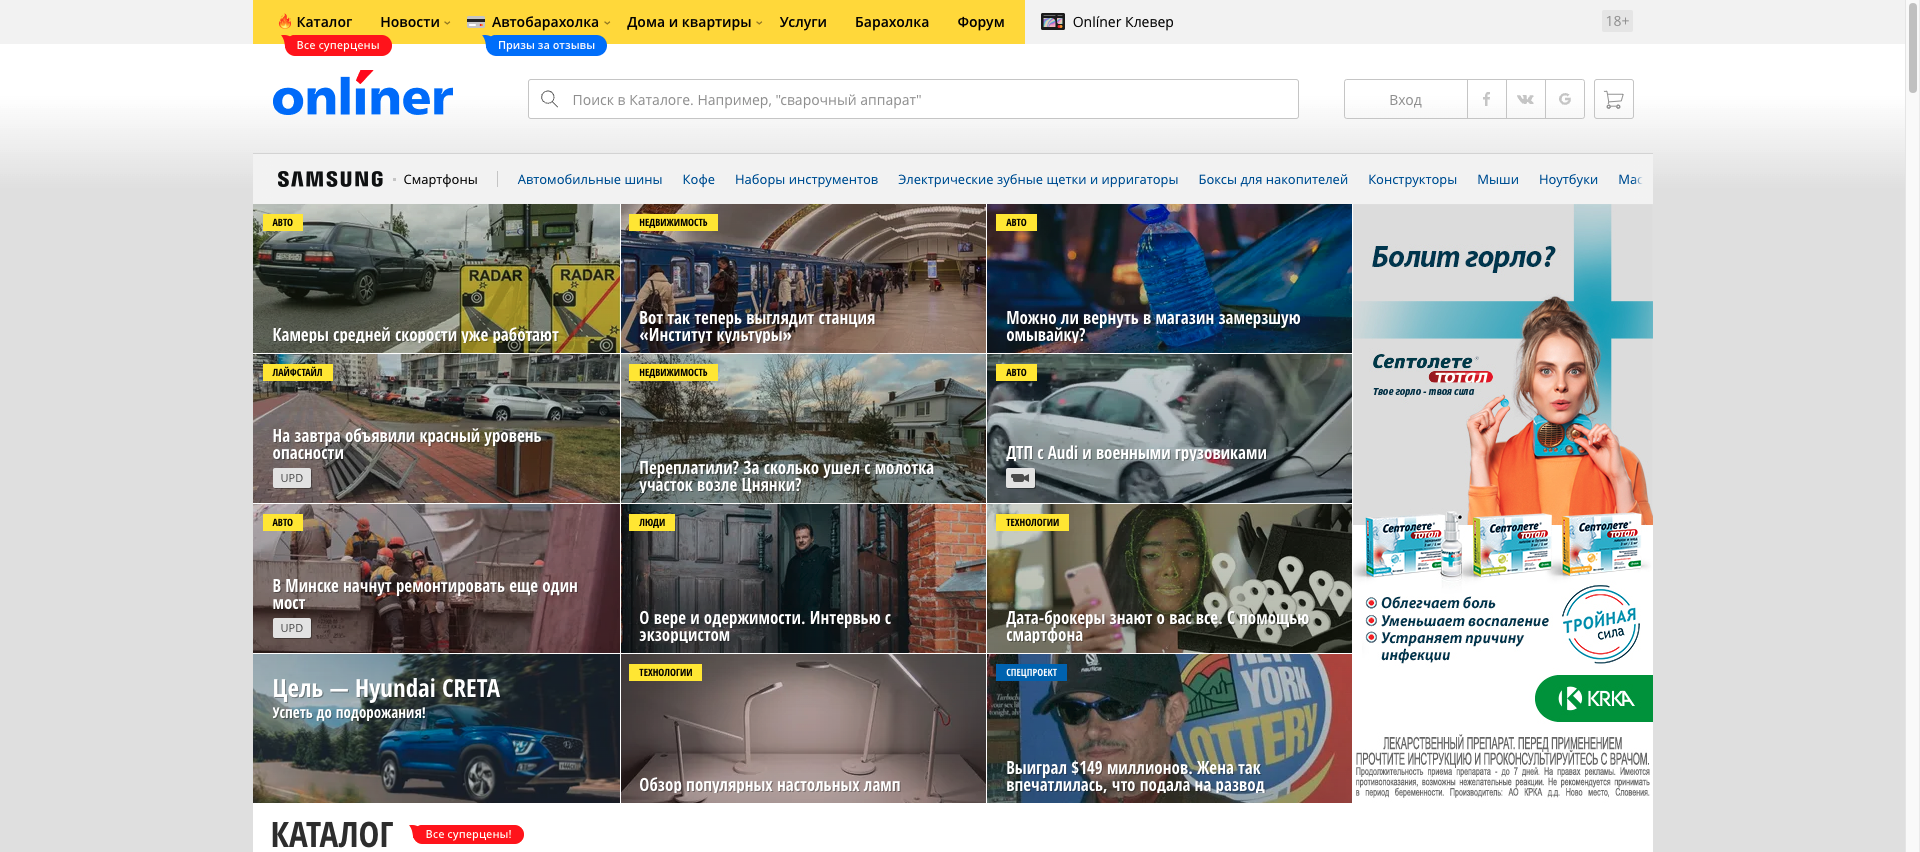 Каталог
Новости
Автобарахолка
Дома и квартиры
Услуги
Барахолка
Форум
Onlíner Клевер
18+
Все суперцены
Призы за отзывы
onlíner
Поиск в Каталоге. Например, "сварочный аппарат"
Вход
SAMSUNG
Смартфоны
Автомобильные шины
Кофе
Наборы инструментов
Электрические зубные щетки и ирригаторы
Боксы для накопителей
Конструкторы
Мыши
Ноутбуки
Мас
АВТО
RADAR
RADAR
Камеры средней скорости уже работают
НЕДВИЖИМОСТЬ
Вот так теперь выглядит станция
«Институт культуры»
АВТО
Можно ли вернуть в магазин замерзшую
омывайку?
ЛАЙФСТАЙЛ
На завтра объявили красный уровень
опасности
UPD
НЕДВИЖИМОСТЬ
Переплатили? За сколько ушел с молотка
участок возле Цнянки?
АВТО
ДТП с Audi и военными грузовиками
АВТО
В Минске начнут ремонтировать еще один
мост
UPD
ЛЮДИ
О вере и одержимости. Интервью с
экзорцистом
ТЕХНОЛОГИИ
Дата-брокеры знают о вас все. С помощью
смартфона
Цель — Hyundai CRETA
Успеть до подорожания!
ТЕХНОЛОГИИ
Обзор популярных настольных ламп
СПЕЦПРОЕКТ
NEW
YORK
LOTTERY
Выиграл $149 миллионов. Жена так
впечатлилась, что подала на развод
Болит горло?
Септолете®
тотал
Твое горло - твоя сила
Септолете®
тотал
Септолете®
тотал
Септолете®
тотал
Облегчает боль
Уменьшает воспаление
Устраняет причину
инфекции
ТРОЙНАЯ
сила
KRKA
ЛЕКАРСТВЕННЫЙ ПРЕПАРАТ. ПЕРЕД ПРИМЕНЕНИЕМ
ПРОЧТИТЕ ИНСТРУКЦИЮ И ПРОКОНСУЛЬТИРУЙТЕСЬ С ВРАЧОМ.
Продолжительность приема препарата - до 7 дней. На правах рекламы. Имеются
противопоказания, возможны нежелательные реакции. Не рекомендуется принимать
в период беременности. Производитель: АО КРКА д.д. Ново место, Словения.
КАТАЛОГ
Все суперцены!